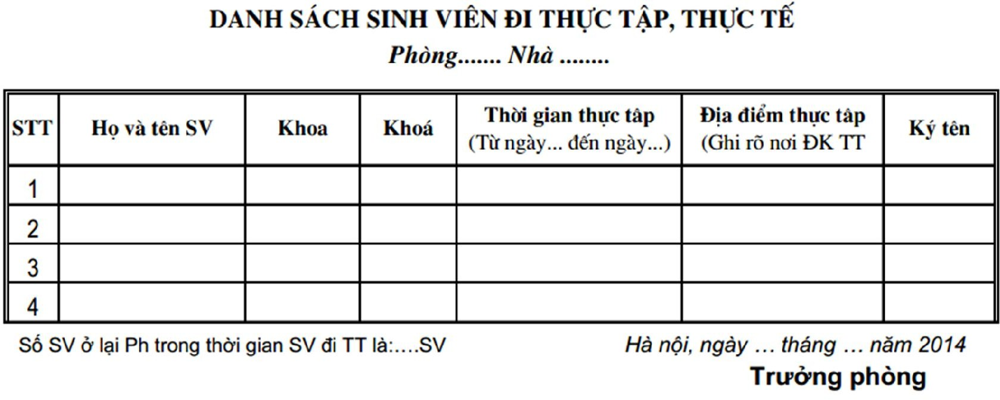 DANH SÁCH SINH VIÊN ĐI THỰC TẬP, THỰC TẾ
Phòng....... Nhà ........
STT
Họ và tên SV
Khoa
Khoá
Thời gian thực tâp
(Từ ngày... đến ngày...)
Địa điểm thực tâp
(Ghi rõ nơi ĐK TT
Ký tên
1
2
3
4
Số SV ở lại Ph trong thời gian SV đi TT là:....SV
Hà nội, ngày ... tháng ... năm 2014
Trưởng phòng